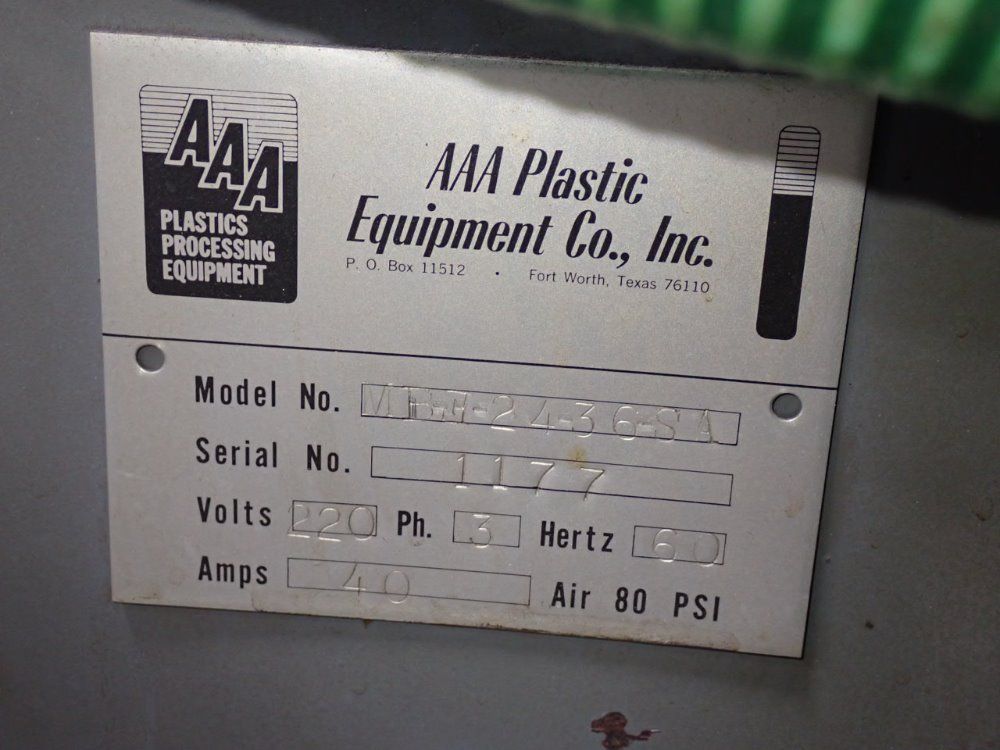 AAA
PLASTICS
PROCESSING
EQUIPMENT
AAA Plastic
Equipment Co., Inc.
P. O. Box 11512 • Fort Worth, Texas 76110
Model No.
Serial No. 1177
Volts 220 Ph. 3 Hertz 60
Amps 40 Air 80 PSI